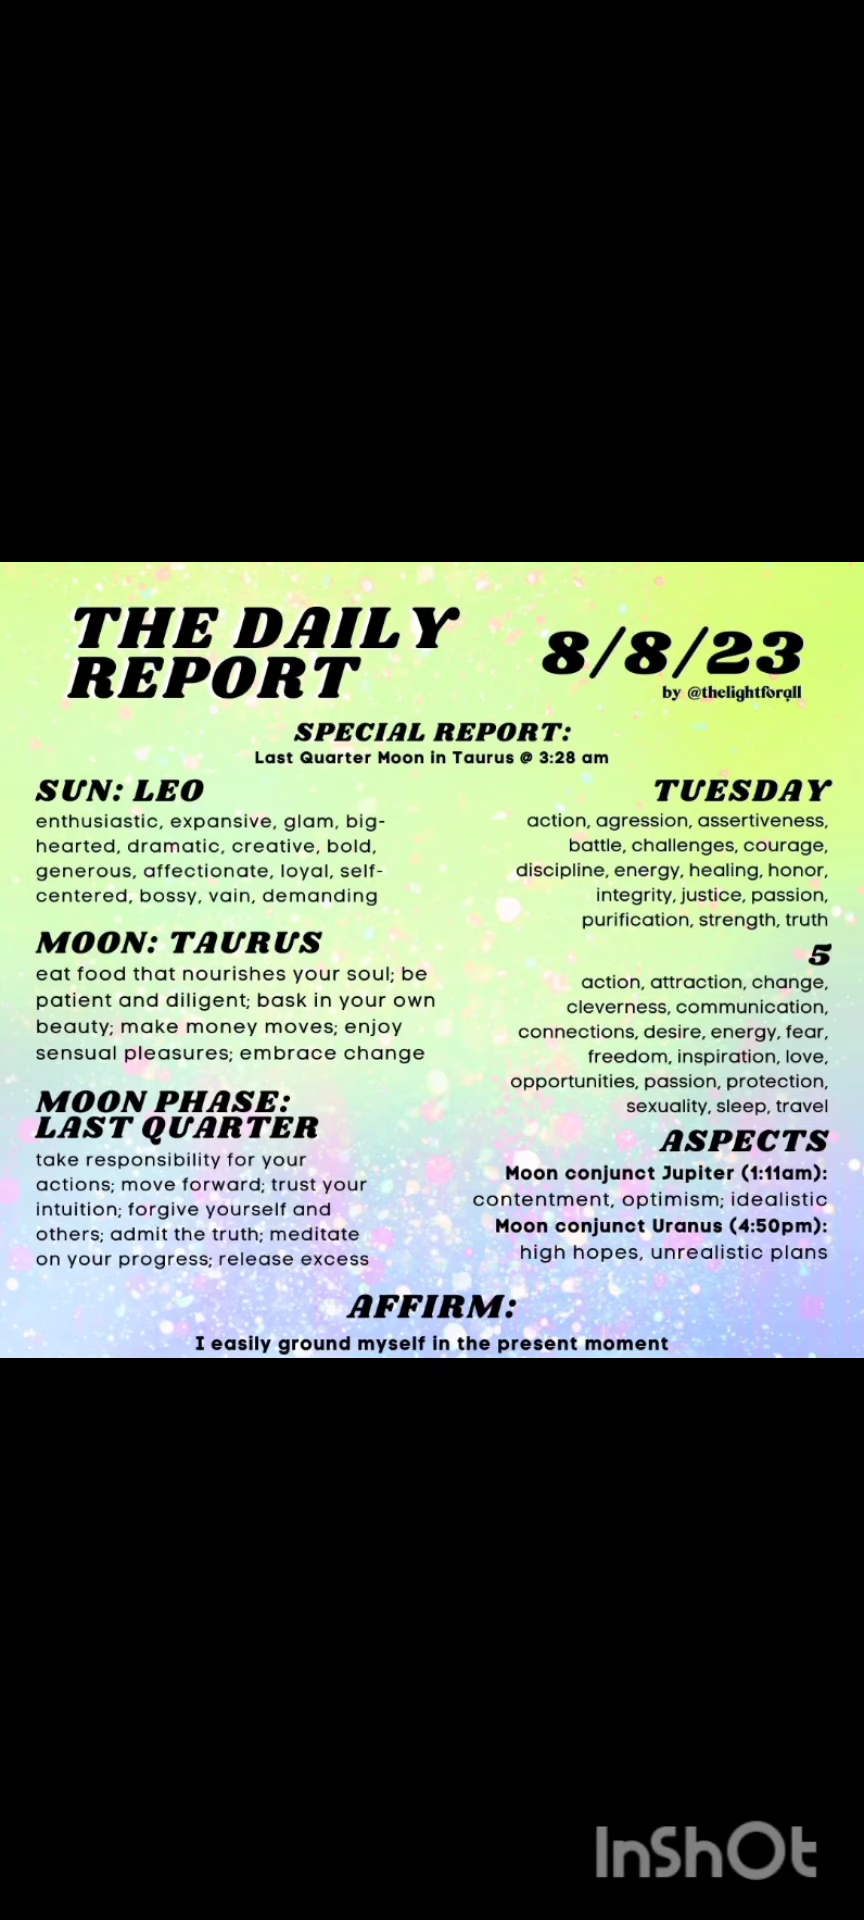 THE DAILY
REPORT
8/8/23
by @thelightforall
SPECIAL REPORT:
Last Quarter Moon in Taurus @ 3:28 am
SUN: LEO
enthusiastic, expansive, glam, big-
hearted, dramatic, creative, bold,
generous, affectionate, loyal, self-
centered, bossy, vain, demanding
MOON: TAURUS
eat food that nourishes your soul; be
patient and diligent; bask in your own
beauty; make money moves; enjoy
sensual pleasures; embrace change
MOON PHASE:
LAST QUARTER
take responsibility for your
actions; move forward; trust your
intuition; forgive yourself and
others; admit the truth; meditate
on your progress; release excess
TUESDAY
action, agression, assertiveness,
battle, challenges, courage,
discipline, energy, healing, honor,
integrity, justice, passion,
purification, strength, truth
5
action, attraction, change,
cleverness, communication,
connections, desire, energy, fear,
freedom, inspiration, love,
opportunities, passion, protection,
sexuality, sleep, travel
ASPECTS
Moon conjunct Jupiter (1:11am):
contentment, optimism; idealistic
Moon conjunct Uranus (4:50pm):
high hopes, unrealistic plans
AFFIRM:
I easily ground myself in the present moment
InShOt